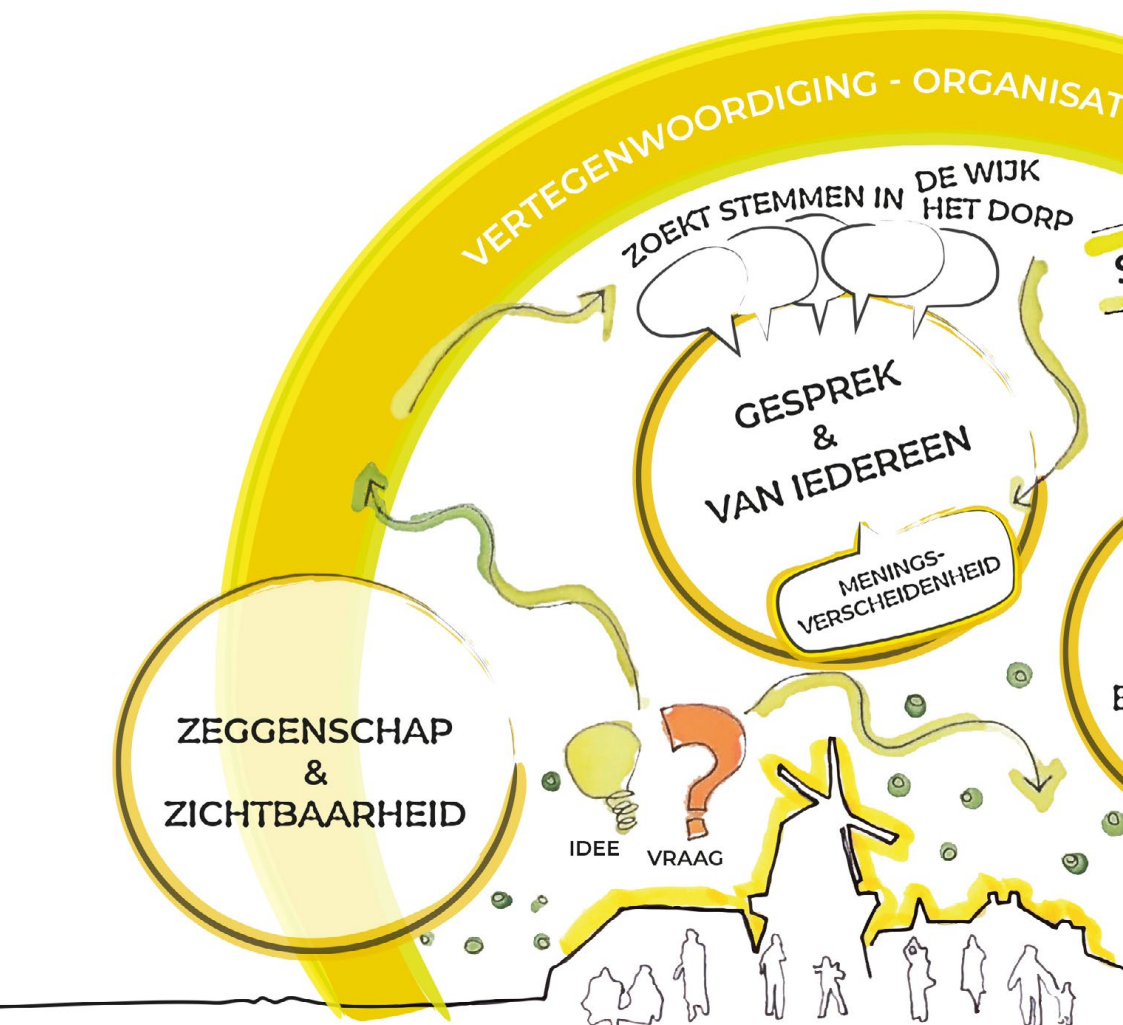 VERTEGENWOORDIGING - ORGANISAT
ZOEKT STEMMEN IN
DE WIJK
HET DORP
S
GESPREK
&
VAN IEDEREEN
MENINGS-
VERSCHEIDENHEID
E
ZEGGENSCHAP
&
ZICHTBAARHEID
IDEE
VRAAG